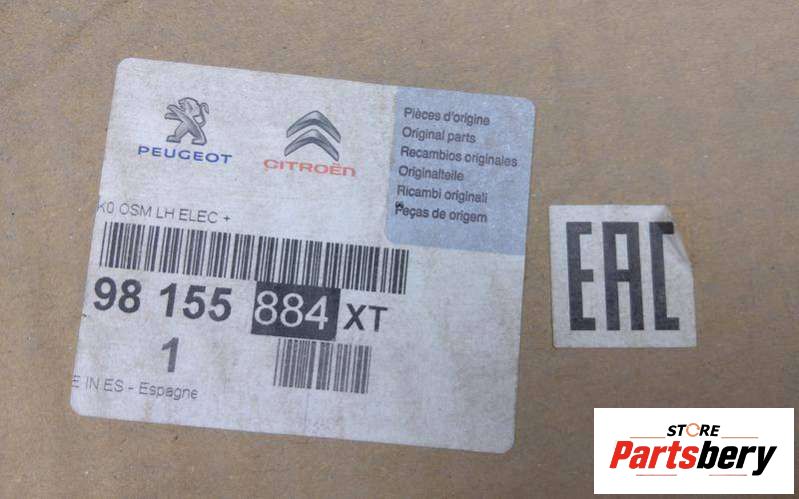 PEUGEOT
CITROËN
Pièces d'origine
Original parts
Recambios originales
Originalteile
Ricambi originali
Peças de origem
K0 OSM LH ELEC +
98 155 884 XT
1
E IN ES - Espagne
EAC
STORE
Partsbery